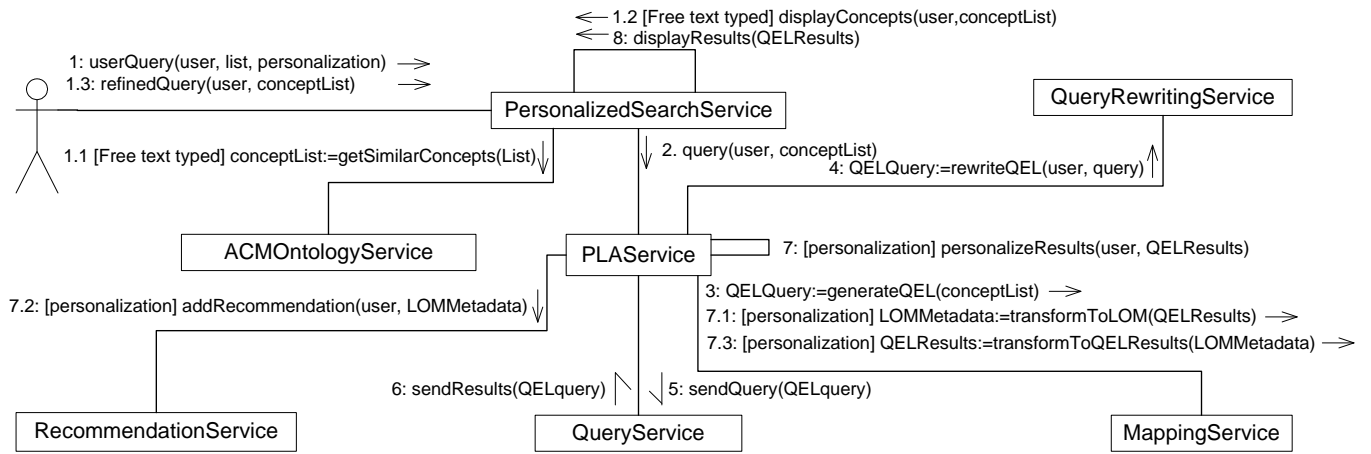 1.2 [Free text typed] displayConcepts(user,conceptList)
8: displayResults(QELResults)
1: userQuery(user, list, personalization)
1.3: refinedQuery(user, conceptList)
PersonalizedSearchService
QueryRewritingService
1.1 [Free text typed] conceptList:=getSimilarConcepts(List)
2. query(user, conceptList)
4: QELQuery:=rewriteQEL(user, query)
ACMOntologyService
PLAService
7: [personalization] personalizeResults(user, QELResults)
7.2: [personalization] addRecommendation(user, LOMMetadata)
3: QELQuery:=generateQEL(conceptList)
7.1: [personalization] LOMMetadata:=transformToLOM(QELResults)
7.3: [personalization] QELResults:=transformToQELResults(LOMMetadata)
6: sendResults(QELquery)
5: sendQuery(QELquery)
RecommendationService
QueryService
MappingService